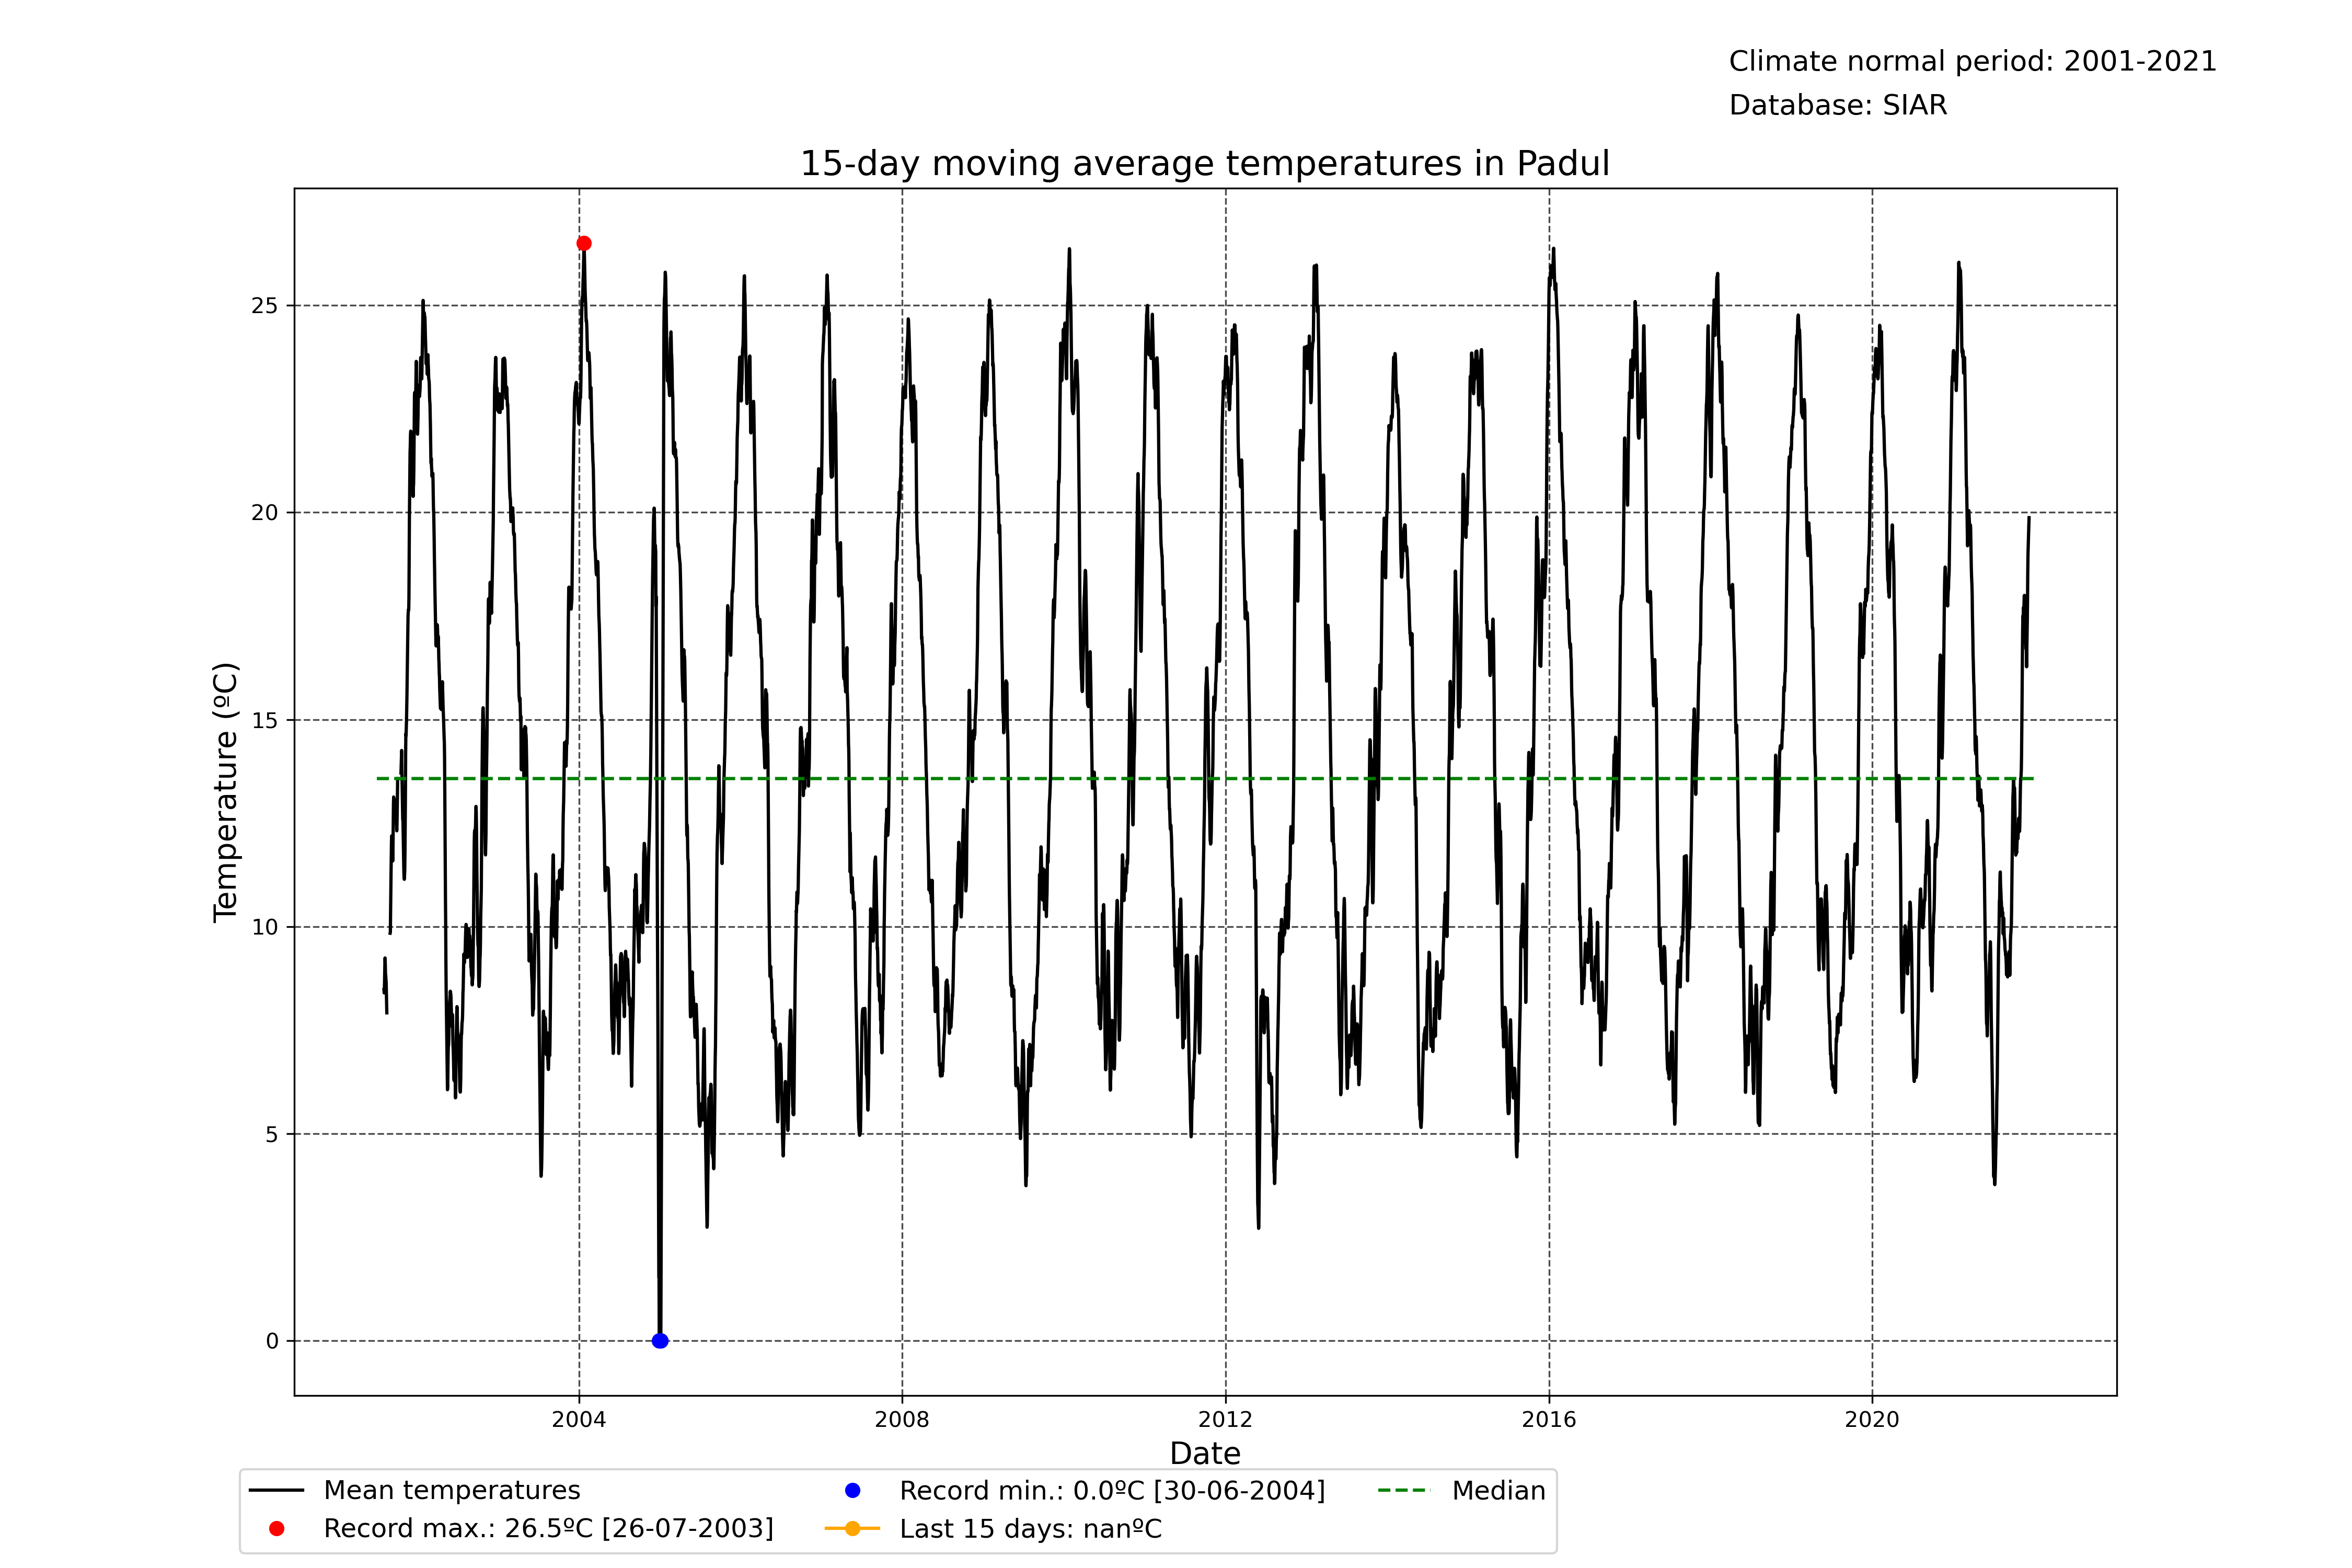 Climate normal period: 2001-2021
Database: SIAR
15-day moving average temperatures in Padul
25
20
15
10
5
0
Temperature (ºC)
2004
2008
2012
2016
2020
Date
Mean temperatures
Record max.: 26.5ºC [26-07-2003]
Record min.: 0.0ºC [30-06-2004]
Last 15 days: nanºC
Median